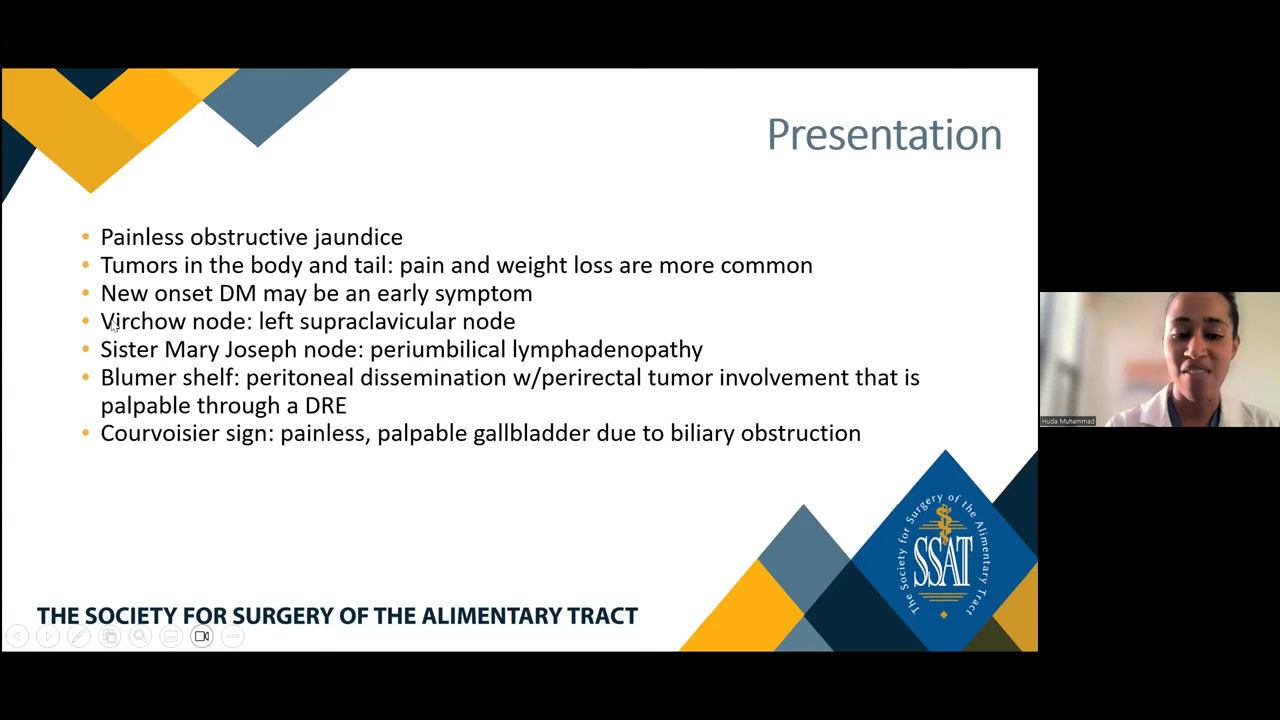 Presentation
• Painless obstructive jaundice
• Tumors in the body and tail: pain and weight loss are more common
• New onset DM may be an early symptom
• Virchow node: left supraclavicular node
• Sister Mary Joseph node: periumbilical lymphadenopathy
• Blumer shelf: peritoneal dissemination w/perirectal tumor involvement that is
palpable through a DRE
• Courvoisier sign: painless, palpable gallbladder due to biliary obstruction
Huda Muhammad
The Society for Surgery of the Alimentary Tract
SSAT
THE SOCIETY FOR SURGERY OF THE ALIMENTARY TRACT